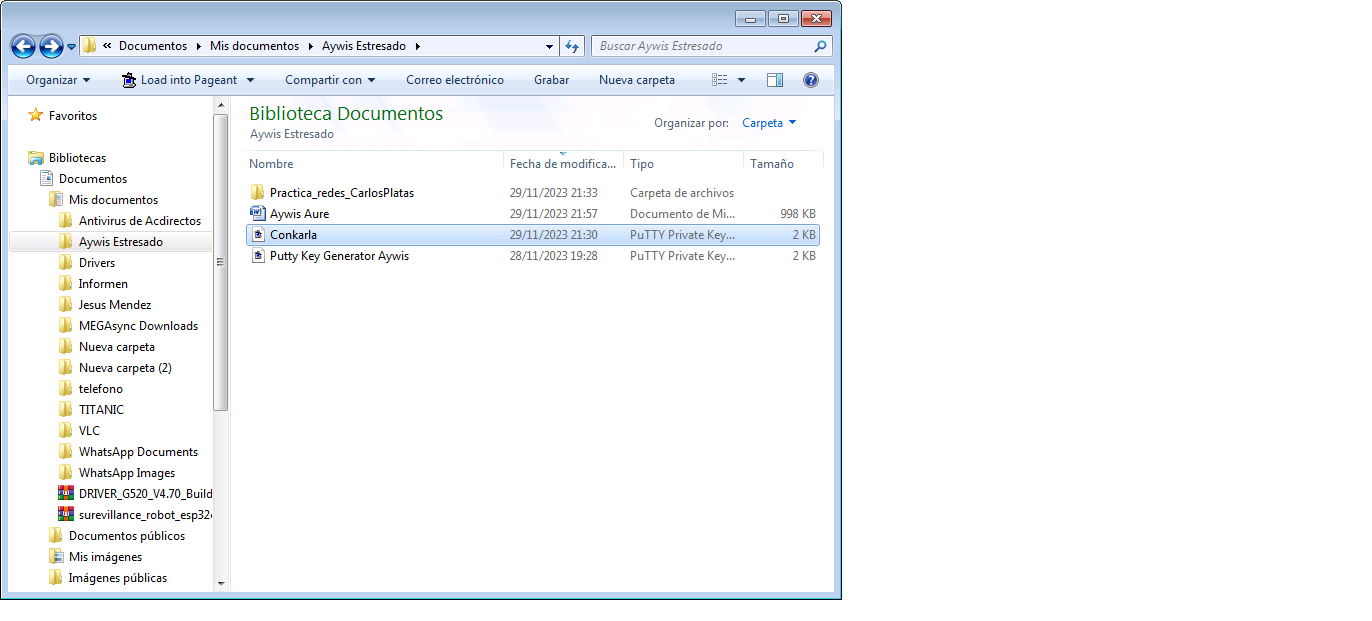 « Documentos ▸ Mis documentos ▸ Aywis Estresado ▸ Buscar Aywis Estresado
Organizar Load into Pageant Compartir con Correo electrónico Grabar Nueva carpeta
Favoritos
Bibliotecas
Documentos
Mis documentos
Antivirus de Acdirectos
Aywis Estresado
Drivers
Informen
Jesus Mendez
MEGAsync Downloads
Nueva carpeta
Nueva carpeta (2)
telefono
TITANIC
VLC
WhatsApp Documents
WhatsApp Images
DRIVER_G520_V4.70_Build
surevillance_robot_esp32
Documentos públicos
Mis imágenes
Imágenes públicas
Biblioteca Documentos
Aywis Estresado
Organizar por: Carpeta
Nombre Fecha de modifica... Tipo Tamaño
Practica_redes_CarlosPlatas 29/11/2023 21:33 Carpeta de archivos
Aywis Aure 29/11/2023 21:57 Documento de Mi... 998 KB
Conkarla 29/11/2023 21:30 PuTTY Private Key... 2 KB
Putty Key Generator Aywis 28/11/2023 19:28 PuTTY Private Key... 2 KB